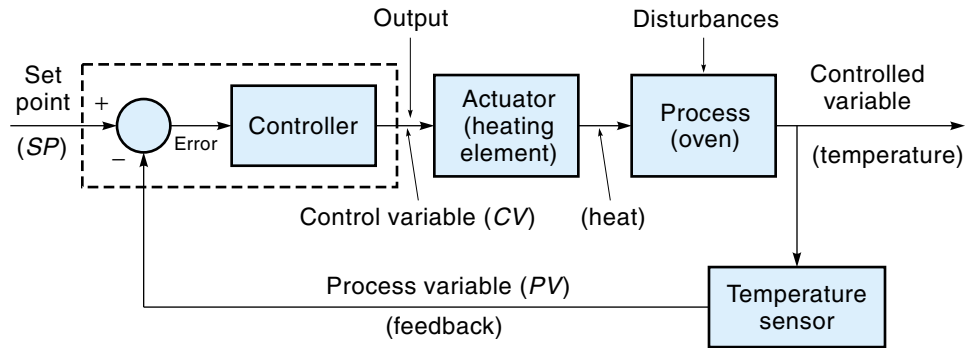 Output
Disturbances
Set
point
+
(SP)
−
Error
Controller
Actuator
(heating
element)
Process
(oven)
Controlled
variable
(temperature)
Control variable (CV)
(heat)
Process variable (PV)
(feedback)
Temperature
sensor